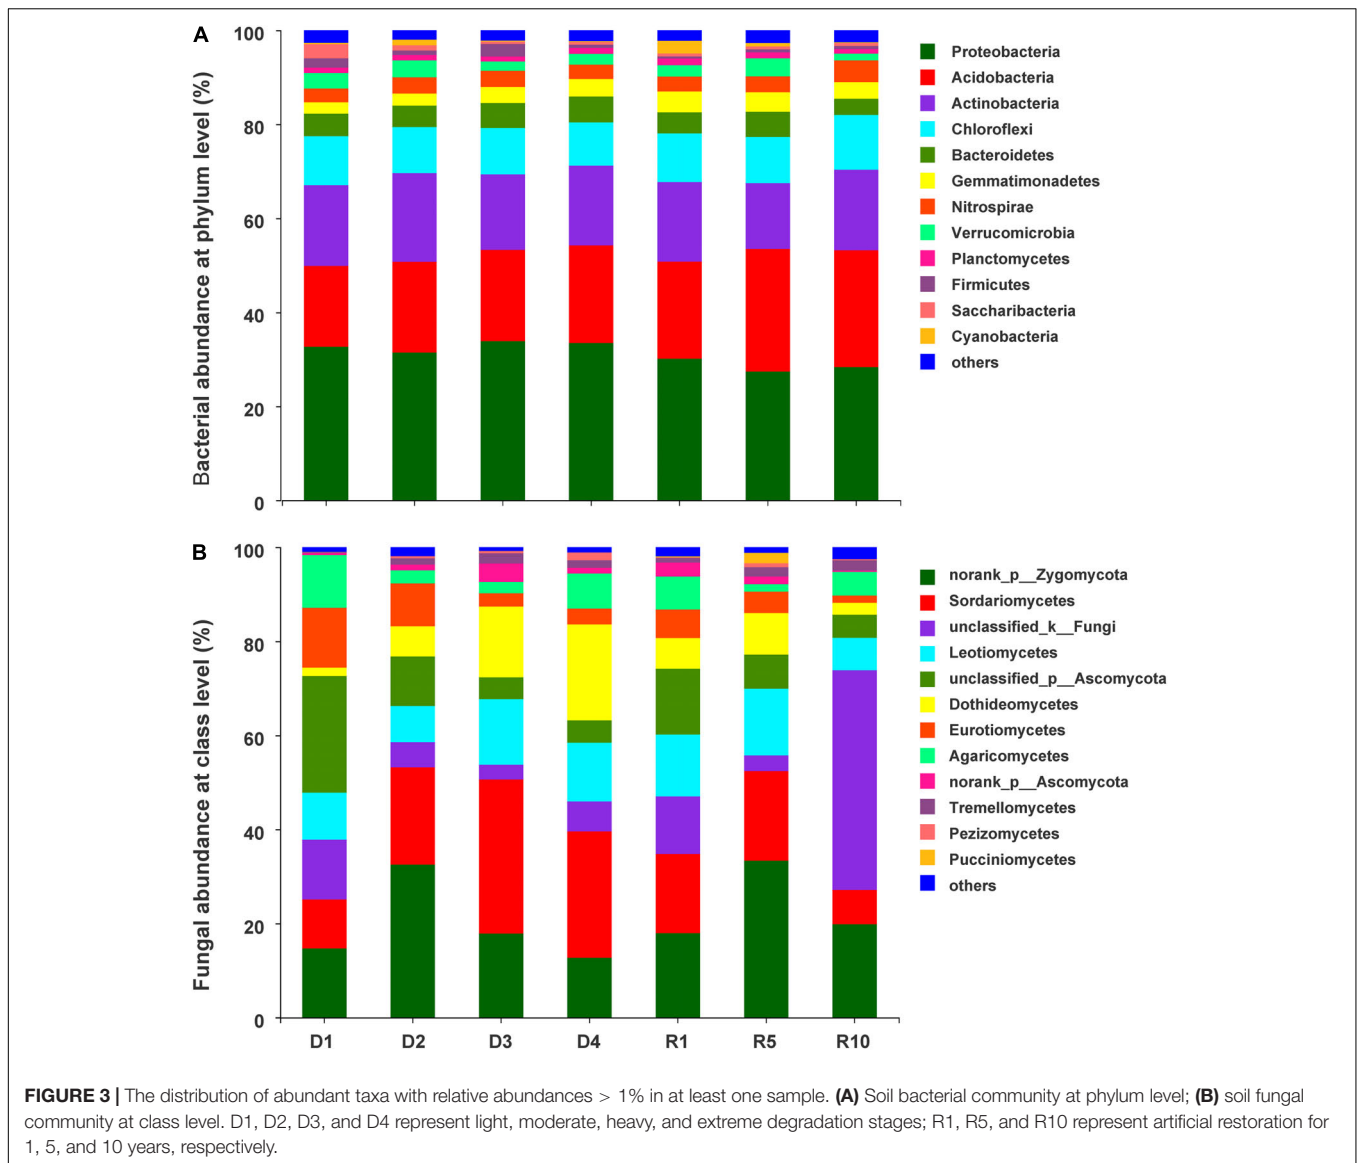 A
Bacterial abundance at phylum level (%)
100
80
60
40
20
0
Proteobacteria
Acidobacteria
Actinobacteria
Chloroflexi
Bacteroidetes
Gemmatimonadetes
Nitrospirae
Verrucomicrobia
Planctomycetes
Firmicutes
Saccharibacteria
Cyanobacteria
others
B
Fungal abundance at class level (%)
100
80
60
40
20
0
D1 D2 D3 D4 R1 R5 R10
norank_p__Zygomycota
Sordariomycetes
unclassified_k__Fungi
Leotiomycetes
unclassified_p__Ascomycota
Dothideomycetes
Eurotiomycetes
Agaricomycetes
norank_p__Ascomycota
Tremellomycetes
Pezizomycetes
Pucciniomycetes
others
FIGURE 3 | The distribution of abundant taxa with relative abundances > 1% in at least one sample. (A) Soil bacterial community at phylum level; (B) soil fungal
community at class level. D1, D2, D3, and D4 represent light, moderate, heavy, and extreme degradation stages; R1, R5, and R10 represent artificial restoration for
1, 5, and 10 years, respectively.